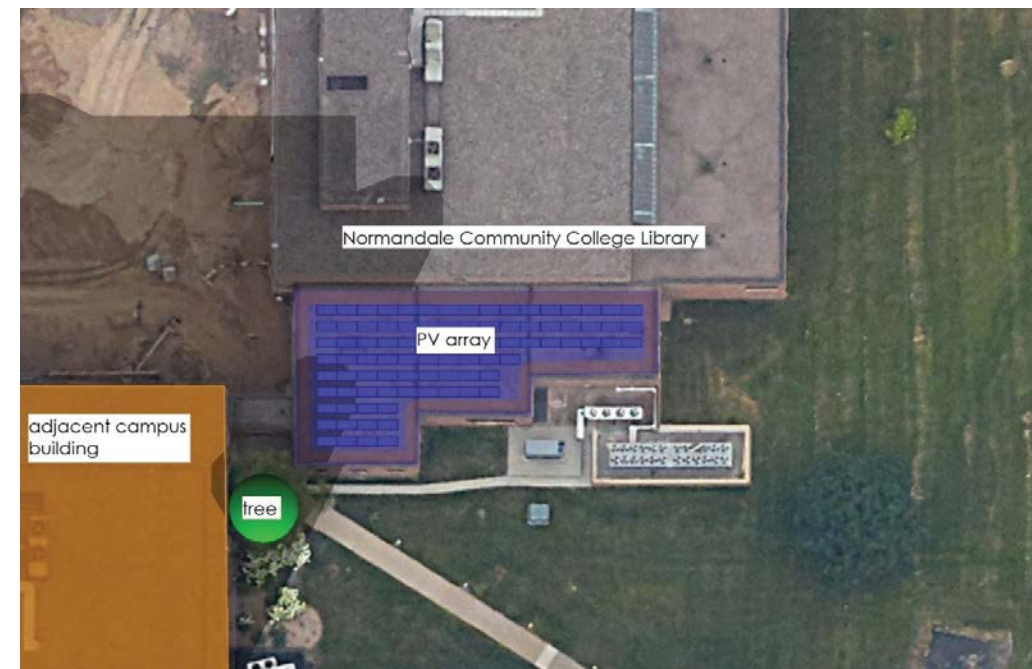 Normandale Community College Library
PV array
adjacent campus
building
tree